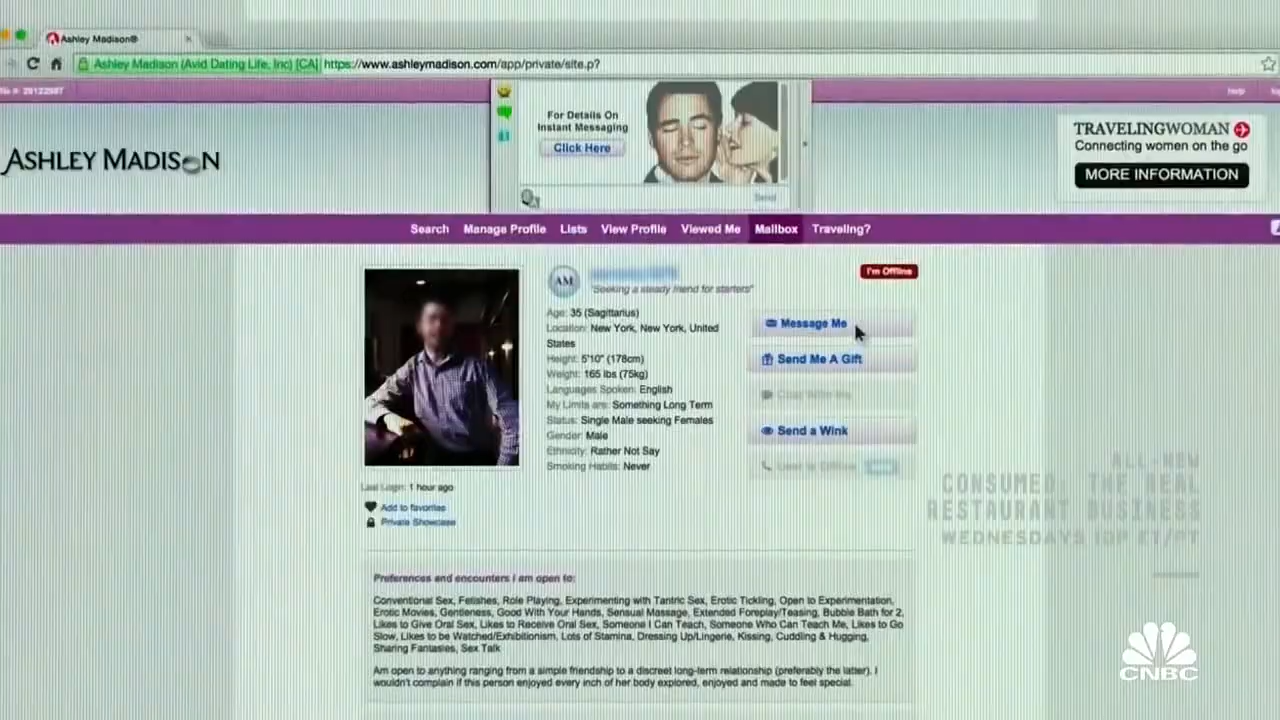 Ashley Madison®
Ashley Madison (Avid Dating Life, Inc) [CA] https://www.ashleymadison.com/app/private/site.p?
Help
For Details On
Instant Messaging
Click Here
Send
ASHLEY MADISON
TRAVELINGWOMAN
Connecting women on the go
MORE INFORMATION
Search Manage Profile Lists View Profile Viewed Me Mailbox Traveling?
AM
I'm Offline
"Seeking a steady friend for starters"
Age: 35 (Sagittarius)
Location: New York, New York, United
States
Height: 5'10" (178cm)
Weight: 165 lbs (75kg)
Languages Spoken: English
My Limits are: Something Long Term
Status: Single Male seeking Females
Gender: Male
Ethnicity: Rather Not Say
Smoking Habits: Never
Message Me
Send Me A Gift
Chat With Me
Send a Wink
Last Login: 1 hour ago
Add to favorites
Private Showcase
ALL-NEW
CONSUMED: THE REAL
RESTAURANT BUSINESS
WEDNESDAYS 10P ET/PT
Preferences and encounters I am open to:
Conventional Sex, Fetishes, Role Playing, Experimenting with Tantric Sex, Erotic Tickling, Open to Experimentation,
Erotic Movies, Gentleness, Good With Your Hands, Sensual Massage, Extended Foreplay/Teasing, Bubble Bath for 2,
Likes to Give Oral Sex, Likes to Receive Oral Sex, Someone I Can Teach, Someone Who Can Teach Me, Likes to Go
Slow, Likes to be Watched/Exhibitionism, Lots of Stamina, Dressing Up/Lingerie, Kissing, Cuddling & Hugging,
Sharing Fantasies, Sex Talk
Am open to anything ranging from a simple friendship to a discreet long-term relationship (preferably the latter). I
wouldn't complain if this person enjoyed every inch of her body explored, enjoyed and made to feel special.
CNBC